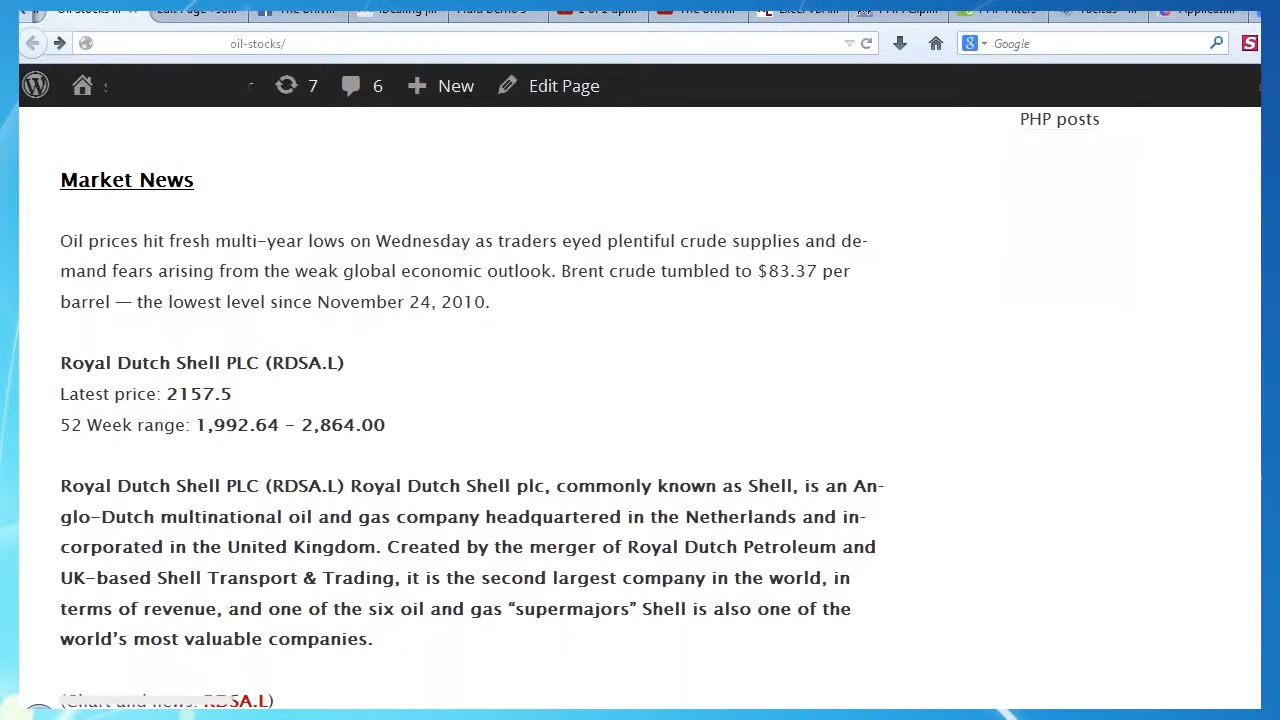 oil-stocks/
Google
7
6
New
Edit Page
PHP posts
Market News
Oil prices hit fresh multi-year lows on Wednesday as traders eyed plentiful crude supplies and de-
mand fears arising from the weak global economic outlook. Brent crude tumbled to $83.37 per
barrel — the lowest level since November 24, 2010.
Royal Dutch Shell PLC (RDSA.L)
Latest price: 2157.5
52 Week range: 1,992.64 – 2,864.00
Royal Dutch Shell PLC (RDSA.L) Royal Dutch Shell plc, commonly known as Shell, is an An-
glo-Dutch multinational oil and gas company headquartered in the Netherlands and in-
corporated in the United Kingdom. Created by the merger of Royal Dutch Petroleum and
UK-based Shell Transport & Trading, it is the second largest company in the world, in
terms of revenue, and one of the six oil and gas “supermajors” Shell is also one of the
world’s most valuable companies.
(Chart and news: RDSA.L)